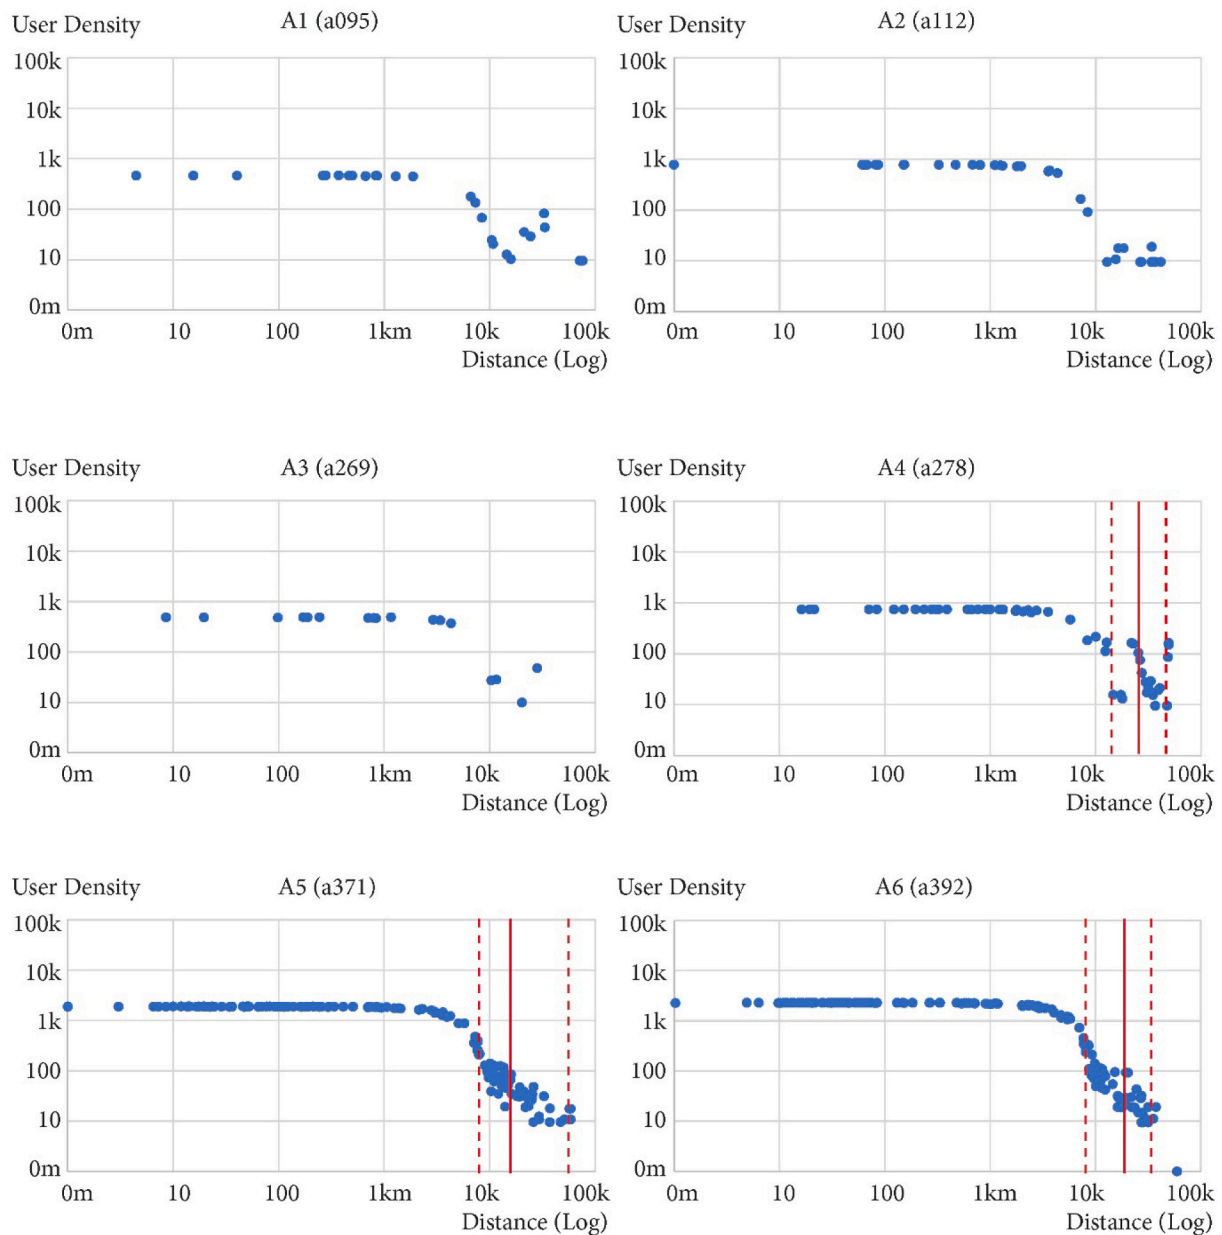 User Density
A1 (a095)
100k
10k
1k
100
10
0m
0m 10 100 1km 10k 100k
Distance (Log)
User Density
A2 (a112)
100k
10k
1k
100
10
0m
0m 100 1km 10k 100k
Distance (Log)
User Density
A3 (a269)
100k
10k
1k
100
10
0m
0m 10 100 1km 10k 100k
Distance (Log)
User Density
A4 (a278)
100k
10k
1k
100
10
0m
0m 10 100 1km 10k 100k
Distance (Log)
User Density
A5 (a371)
100k
10k
1k
100
10
0m
0m 10 100 1km 10k 100k
Distance (Log)
User Density
A6 (a392)
100k
10k
1k
100
10
0m
0m 10 100 1km 10k 100k
Distance (Log)